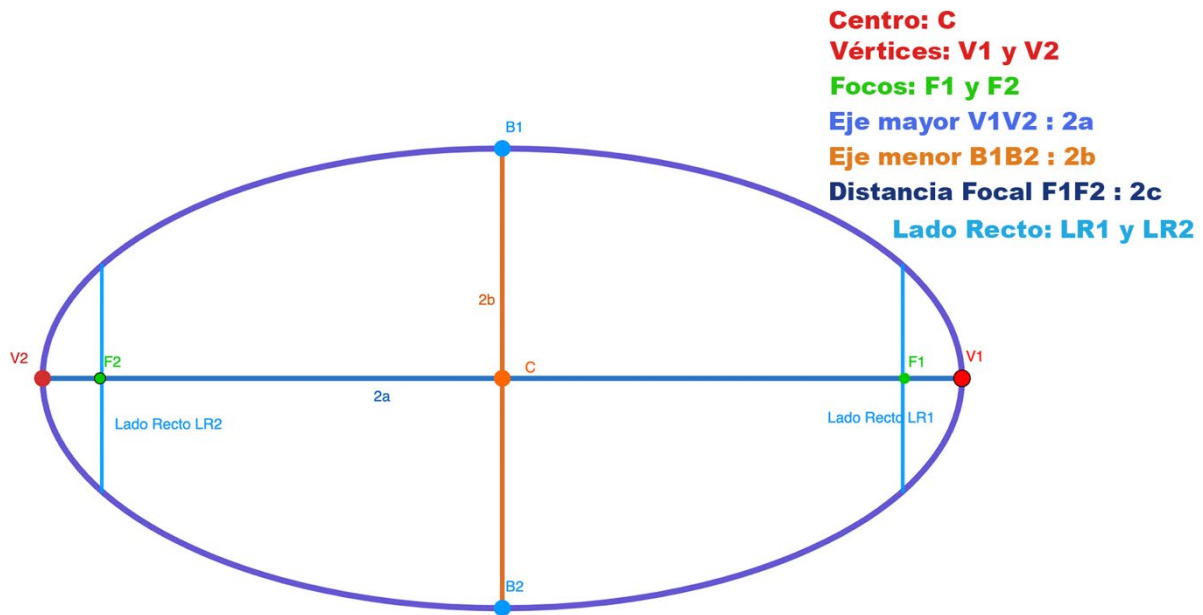 Centro: C
Vértices: V1 y V2
Focos: F1 y F2
Eje mayor V1V2 : 2a
Eje menor B1B2 : 2b
Distancia Focal F1F2 : 2c
Lado Recto: LR1 y LR2
B1
2b
V2
F2
C
F1
V1
2a
Lado Recto LR2
Lado Recto LR1
B2